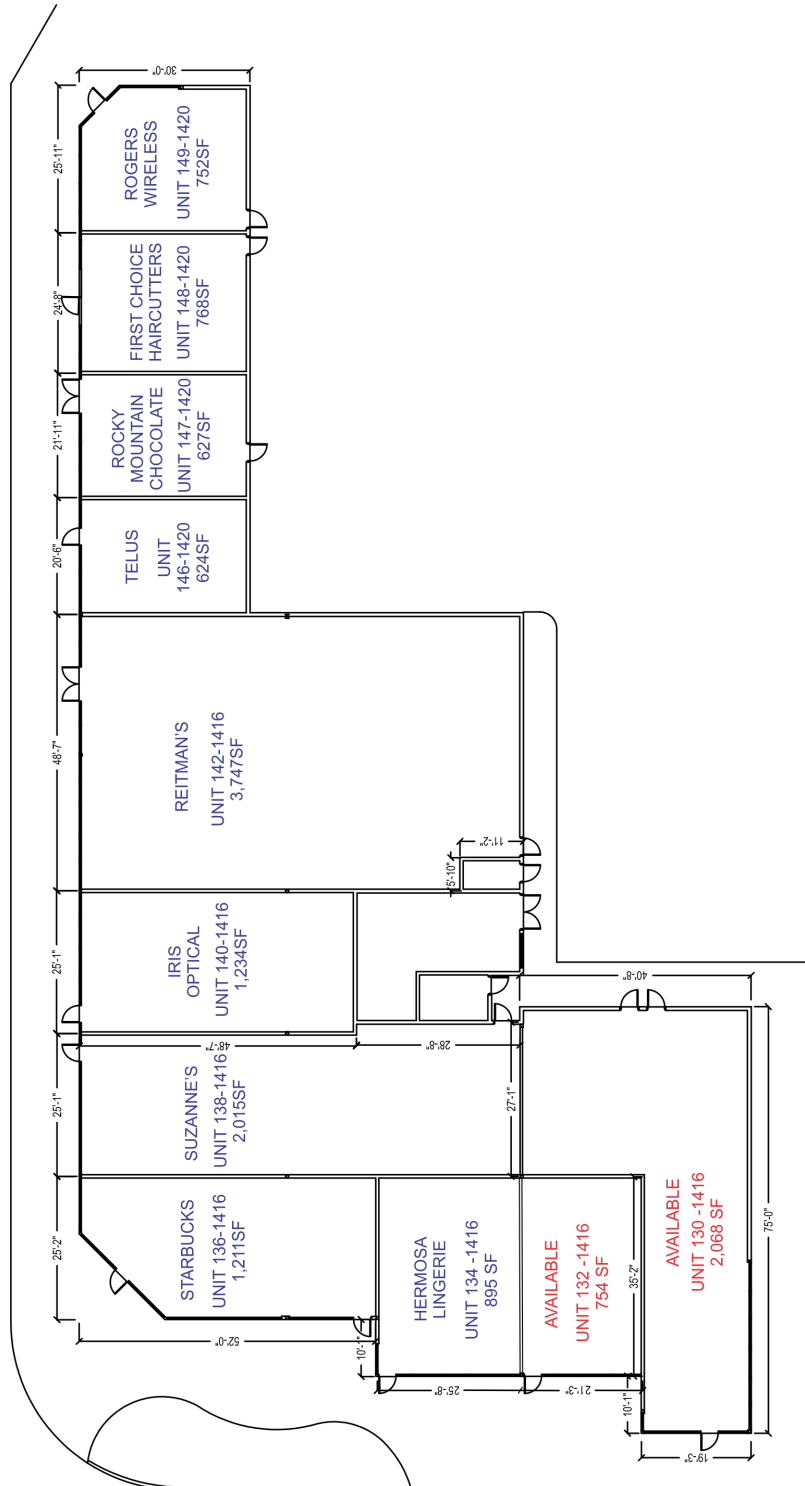 30'-0"
25'-11"
ROGERS
WIRELESS
UNIT 149-1420
752SF
24'-8"
FIRST CHOICE
HAIRCUTTERS
UNIT 148-1420
768SF
21'-11"
ROCKY
MOUNTAIN
CHOCOLATE
UNIT 147-1420
627SF
20'-6"
TELUS
UNIT
146-1420
624SF
48'-7"
REITMAN'S
UNIT 142-1416
3,747SF
11'-2"
5'-10"
25'-1"
IRIS
OPTICAL
UNIT 140-1416
1,234SF
48'-7"
28'-8"
40'-8"
25'-1"
SUZANNE'S
UNIT 138-1416
2,015SF
27'-1"
25'-2"
STARBUCKS
UNIT 136-1416
1,211SF
52'-0"
10'-1"
HERMOSA
LINGERIE
UNIT 134 -1416
895 SF
25'-8"
AVAILABLE
UNIT 132 -1416
754 SF
35'-2"
21'-3"
10'-1"
AVAILABLE
UNIT 130 -1416
2,068 SF
75'-0"
19'-3"